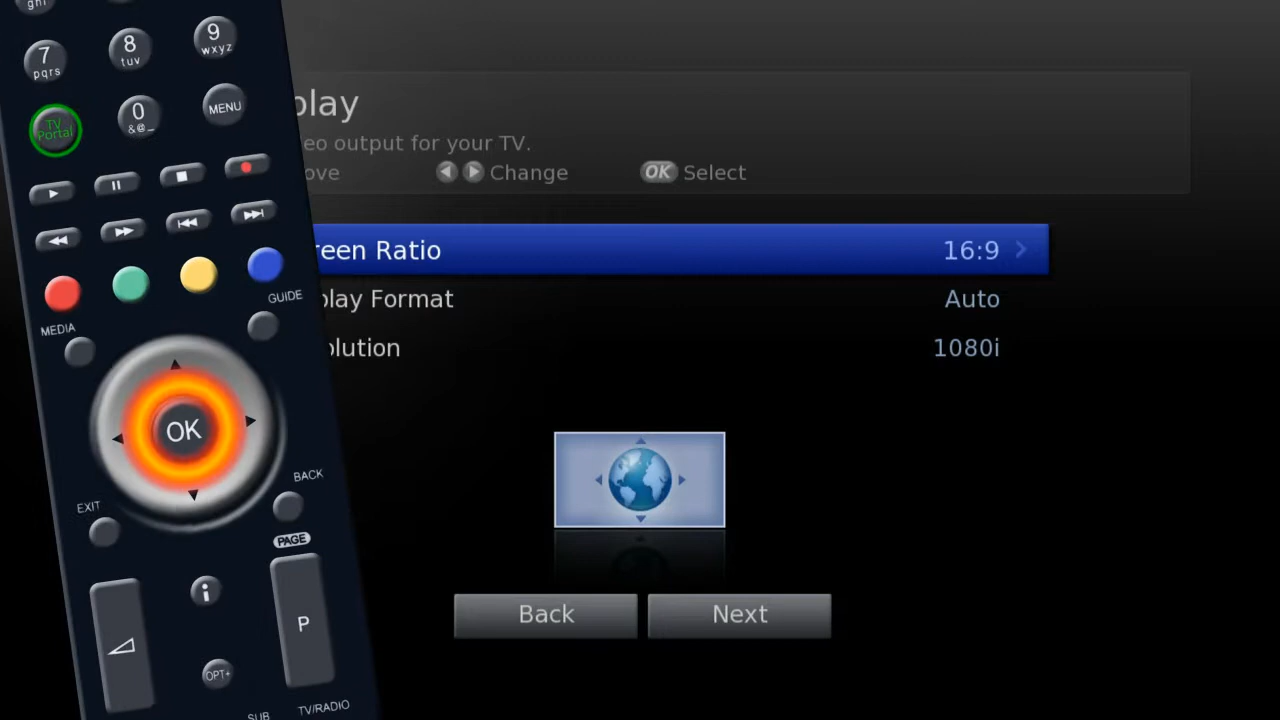 ghi
7
pqrs
8
tuv
9
wxyz
TV
Portal
0
&@_
MENU
GUIDE
MEDIA
OK
EXIT
BACK
PAGE
i
P
OPT+
SUB
TV/RADIO
play
eo output for your TV.
ove
Change
OK Select
reen Ratio 16:9
play Format Auto
olution 1080i
Back
Next